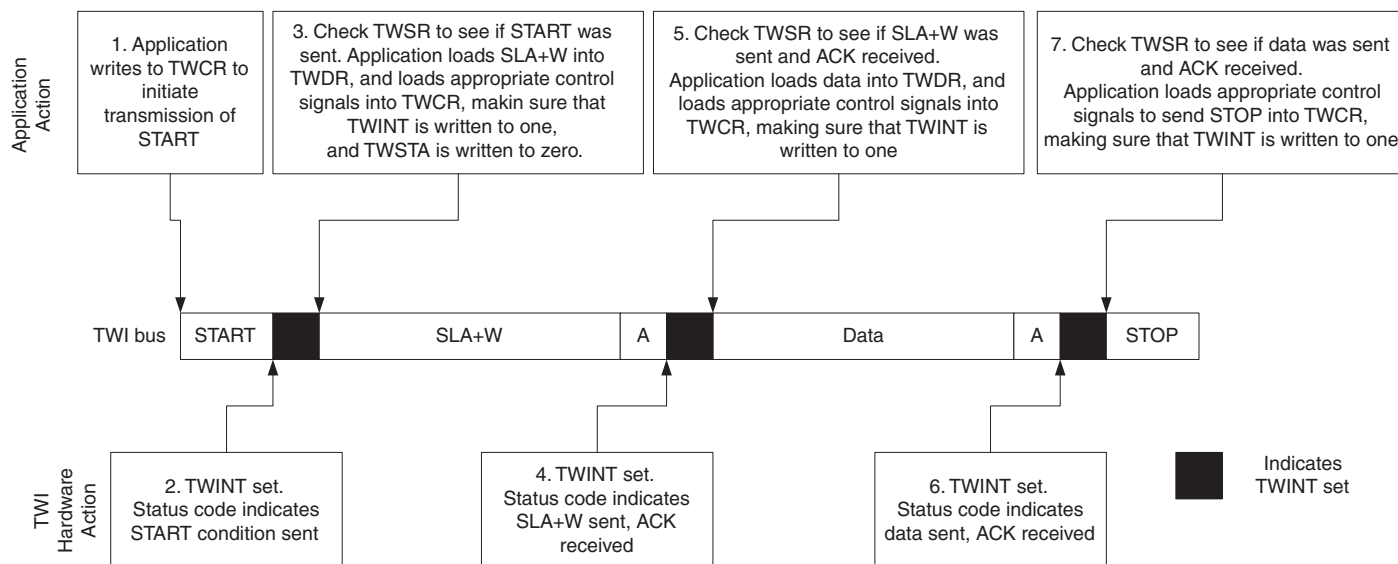 Application
Action
1. Application
writes to TWCR to
initiate
transmission of
START
3. Check TWSR to see if START was
sent. Application loads SLA+W into
TWDR, and loads appropriate control
signals into TWCR, makin sure that
TWINT is written to one,
and TWSTA is written to zero.
5. Check TWSR to see if SLA+W was
sent and ACK received.
Application loads data into TWDR, and
loads appropriate control signals into
TWCR, making sure that TWINT is
written to one
7. Check TWSR to see if data was sent
and ACK received.
Application loads appropriate control
signals to send STOP into TWCR,
making sure that TWINT is written to one
TWI bus
START
SLA+W
A
Data
A
STOP
TWI
Hardware
Action
2. TWINT set.
Status code indicates
START condition sent
4. TWINT set.
Status code indicates
SLA+W sent, ACK
received
6. TWINT set.
Status code indicates
data sent, ACK received
Indicates
TWINT set